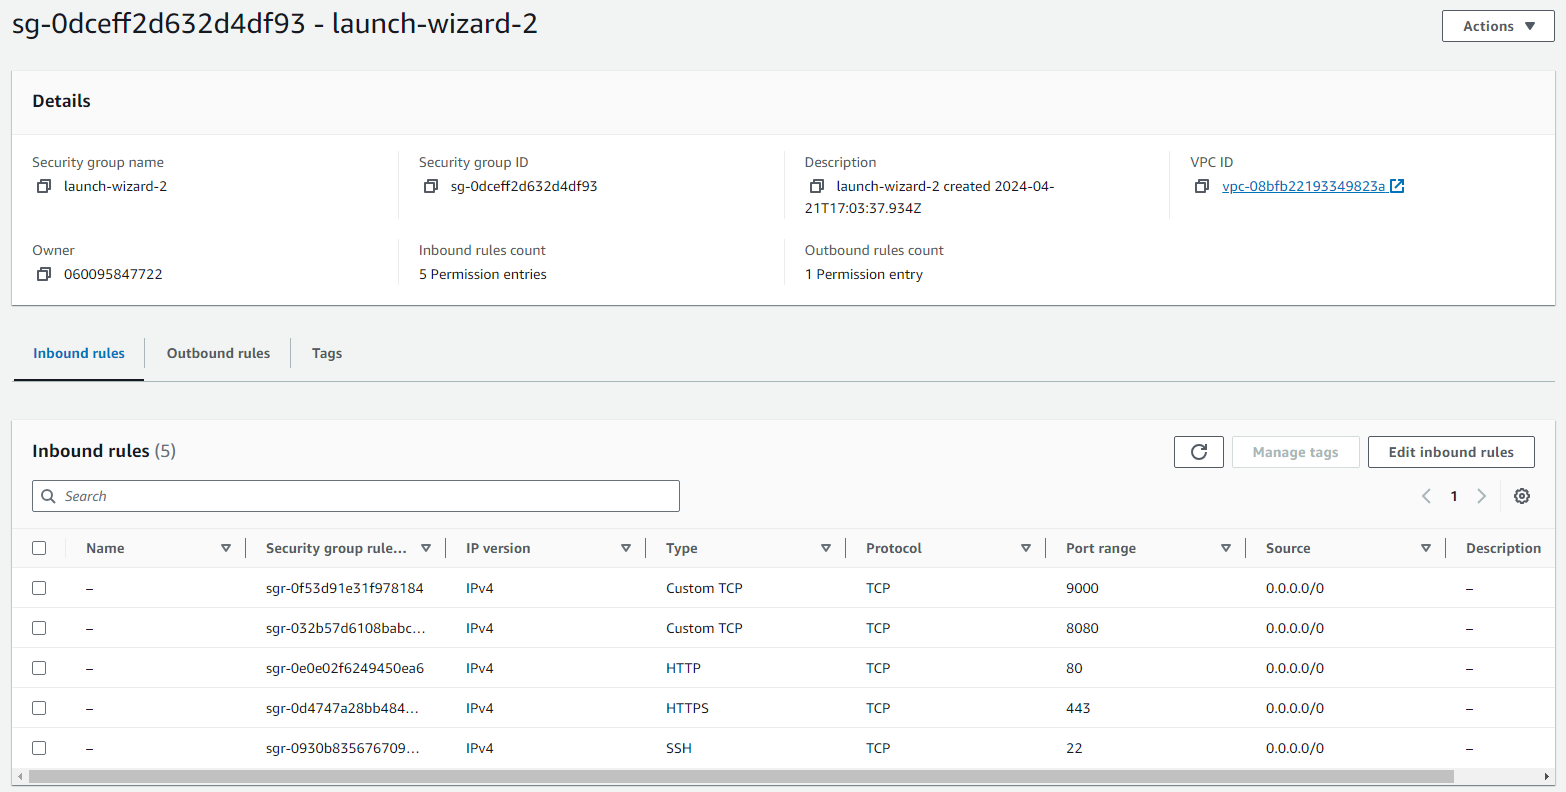 sg-0dceff2d632d4df93 - launch-wizard-2
Actions
Details
Security group name
launch-wizard-2
Security group ID
sg-0dceff2d632d4df93
Description
launch-wizard-2 created 2024-04-
21T17:03:37.934Z
VPC ID
vpc-08bfb22193349823a
Owner
060095847722
Inbound rules count
5 Permission entries
Outbound rules count
1 Permission entry
Inbound rules Outbound rules Tags
Inbound rules (5)
Manage tags
Edit inbound rules
Search
1
Name Security group rule... IP version Type Protocol Port range Source Description
– sgr-0f53d91e31f978184 IPv4 Custom TCP TCP 9000 0.0.0.0/0 –
– sgr-032b57d6108babc... IPv4 Custom TCP TCP 8080 0.0.0.0/0 –
– sgr-0e0e02f6249450ea6 IPv4 HTTP TCP 80 0.0.0.0/0 –
– sgr-0d4747a28bb484... IPv4 HTTPS TCP 443 0.0.0.0/0 –
– sgr-0930b835676709... IPv4 SSH TCP 22 0.0.0.0/0 –